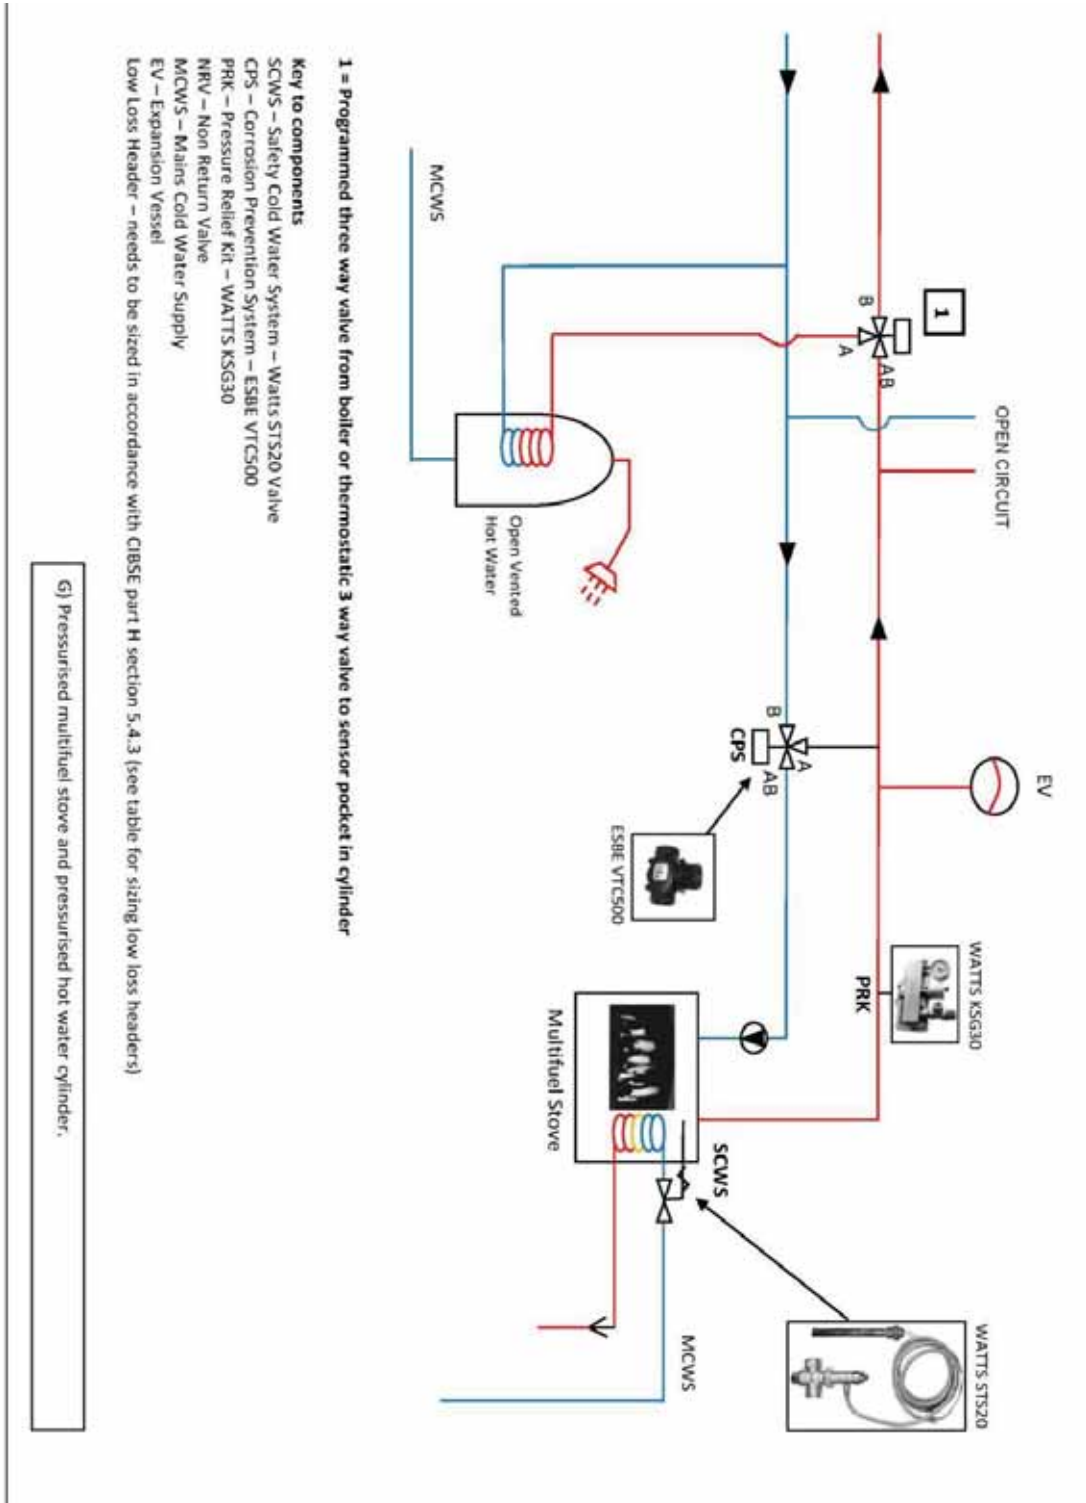 OPEN CIRCUIT
EV
WATTS KSG30
WATTS STS20
1
B
AB
A
PRK
SCWS
A
B
AB
CPS
ESBE VTC500
MCWS
Multifuel Stove
MCWS
Open Vented
Hot Water
1 = Programmed three way valve from boiler or thermostatic 3 way valve to sensor pocket in cylinder
Key to components
SCWS – Safety Cold Water System – Watts STS20 Valve
CPS – Corrosion Prevention System – ESBE VTC500
PRK – Pressure Relief Kit – WATTS KSG30
NRV – Non Return Valve
MCWS – Mains Cold Water Supply
EV – Expansion Vessel
Low Loss Header – needs to be sized in accordance with CIBSE part H section 5.4.3 (see table for sizing low loss headers)
G) Pressurised multifuel stove and pressurised hot water cylinder.